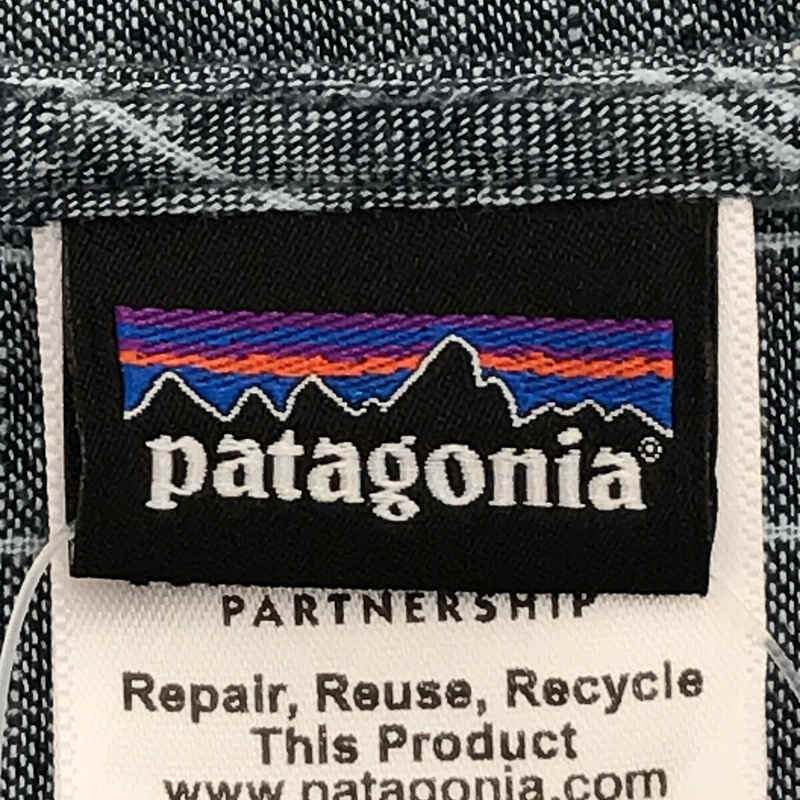 patagonia®
PARTNERSHIP
Repair, Reuse, Recycle
This Product
www.patagonia.com